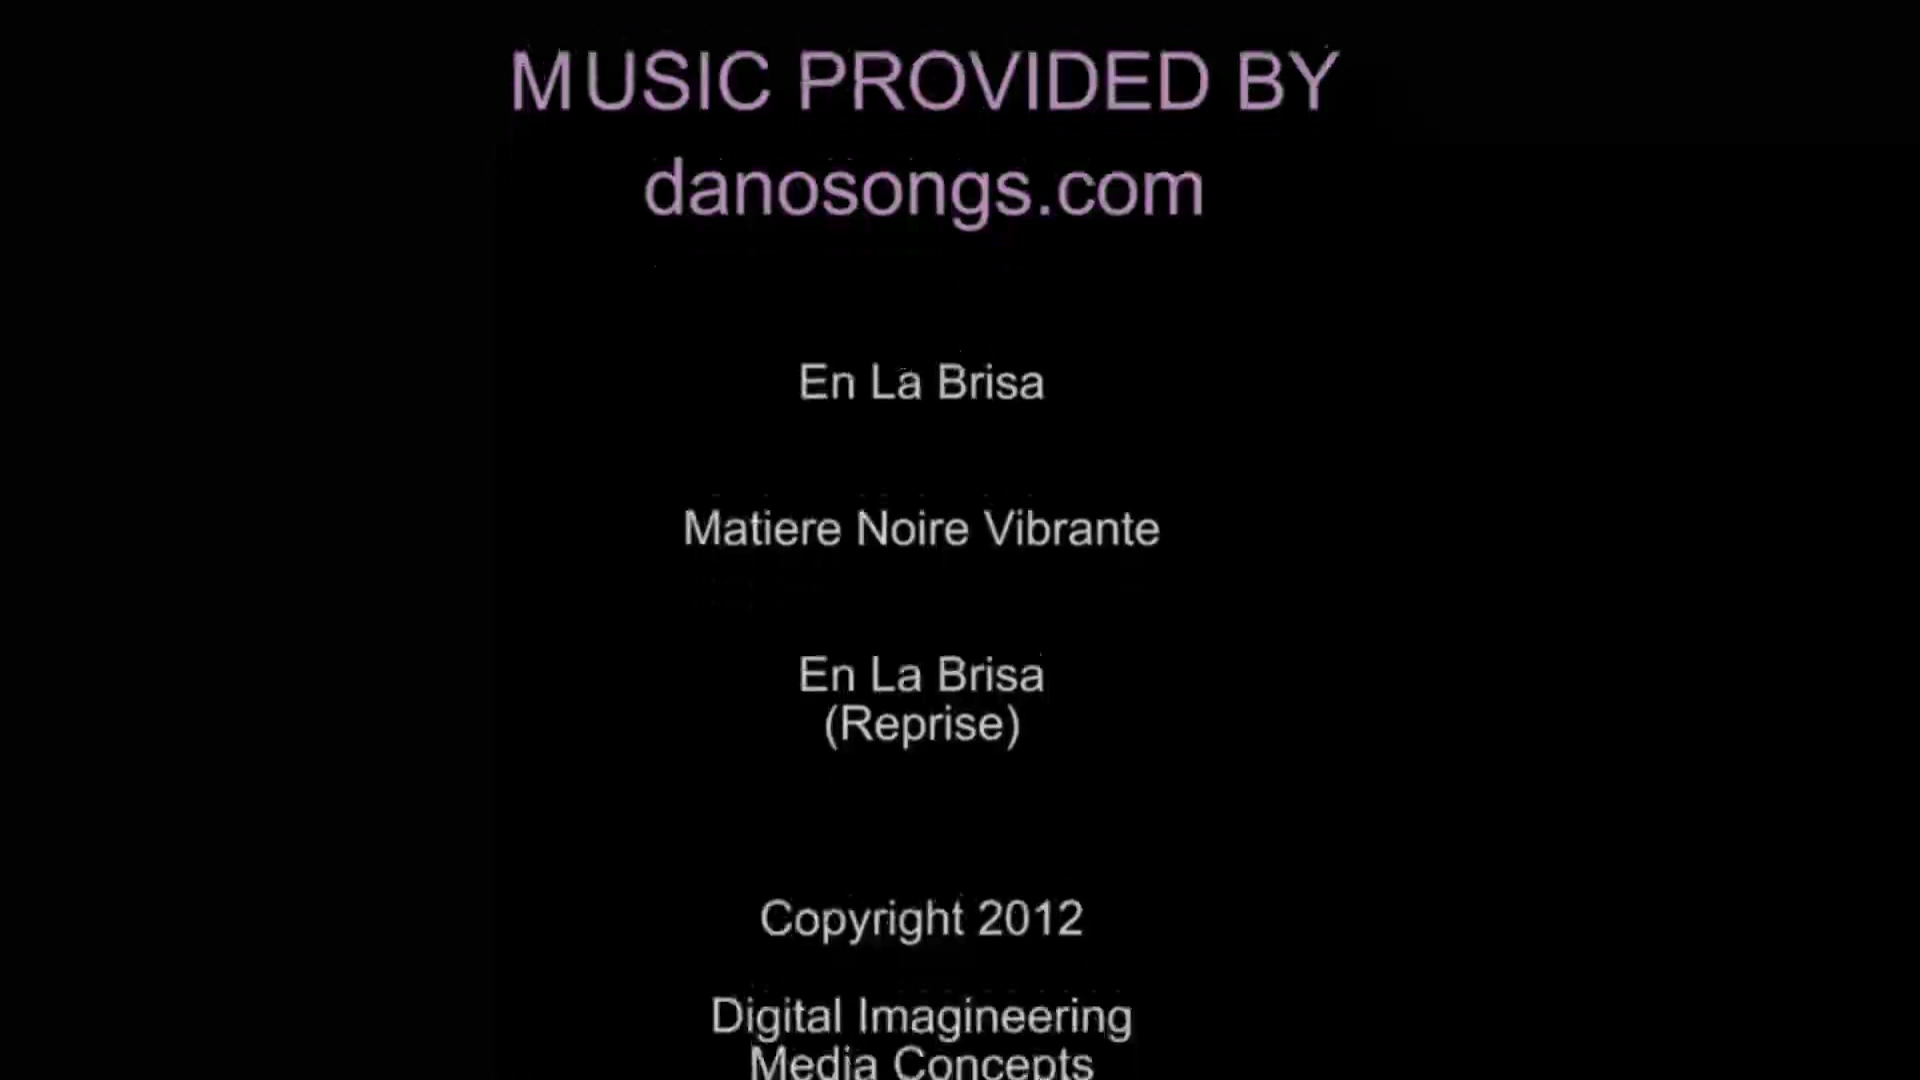 MUSIC PROVIDED BY
danosongs.com
En La Brisa
Matiere Noire Vibrante
En La Brisa
(Reprise)
Copyright 2012
Digital Imagineering
Media Concepts